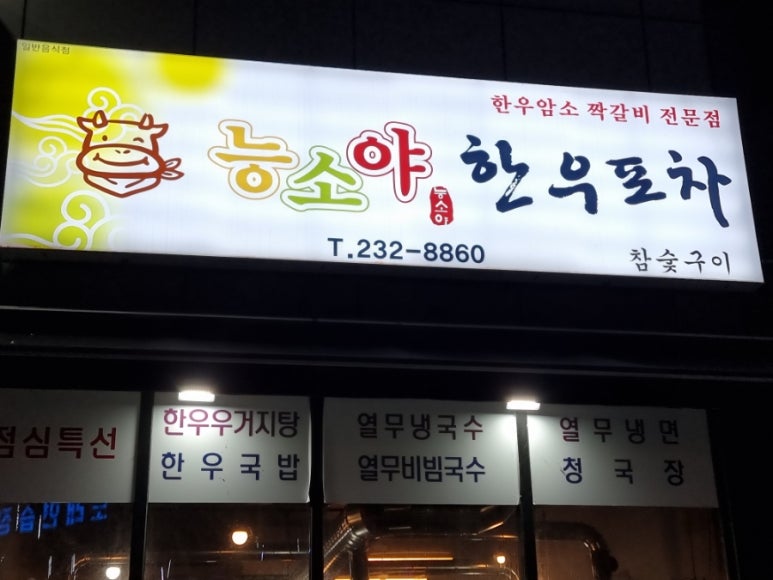 일반음식점
한우암소 짝갈비 전문점
능소야 한우포차
능소야
T.232-8860
참숯구이
점심특선
한우우거지탕
한우국밥
열무냉국수
열무비빔국수
열무냉면
청국장